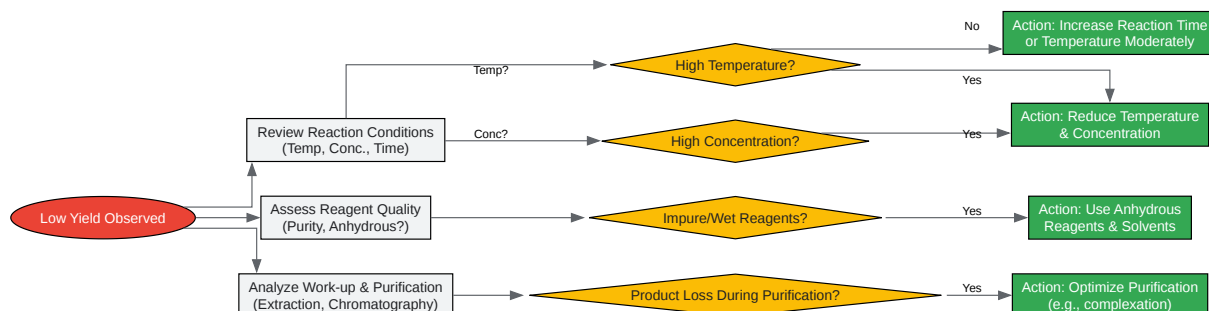 No
Action: Increase Reaction Time
or Temperature Moderately
High Temperature?
Temp?
Yes
Action: Reduce Temperature
& Concentration
Review Reaction Conditions
(Temp, Conc., Time)
Conc?
High Concentration?
Yes
Low Yield Observed
Assess Reagent Quality
(Purity, Anhydrous?)
Impure/Wet Reagents?
Yes
Action: Use Anhydrous
Reagents & Solvents
Analyze Work-up & Purification
(Extraction, Chromatography)
Product Loss During Purification?
Yes
Action: Optimize Purification
(e.g., complexation)